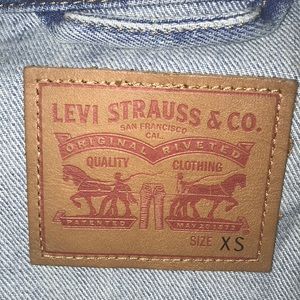 LEVI STRAUSS & CO.
SAN FRANCISCO
CAL.
ORIGINAL RIVETED
QUALITY CLOTHING
PATENTED MAY 20 1873
SIZE XS